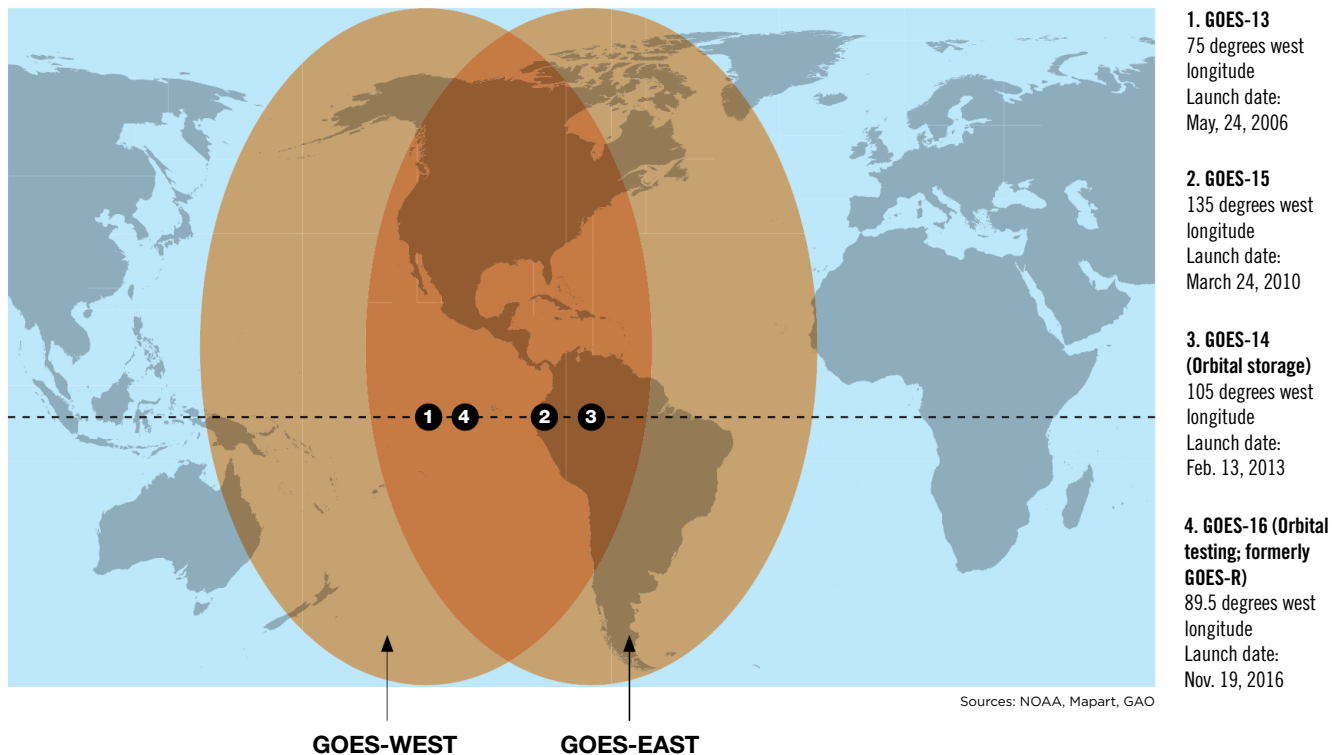 1
4
2
3
GOES-WEST
GOES-EAST
Sources: NOAA, Mapart, GAO
1. GOES-13
75 degrees west
longitude
Launch date:
May, 24, 2006
2. GOES-15
135 degrees west
longitude
Launch date:
March 24, 2010
3. GOES-14
(Orbital storage)
105 degrees west
longitude
Launch date:
Feb. 13, 2013
4. GOES-16 (Orbital
testing; formerly
GOES-R)
89.5 degrees west
longitude
Launch date:
Nov. 19, 2016